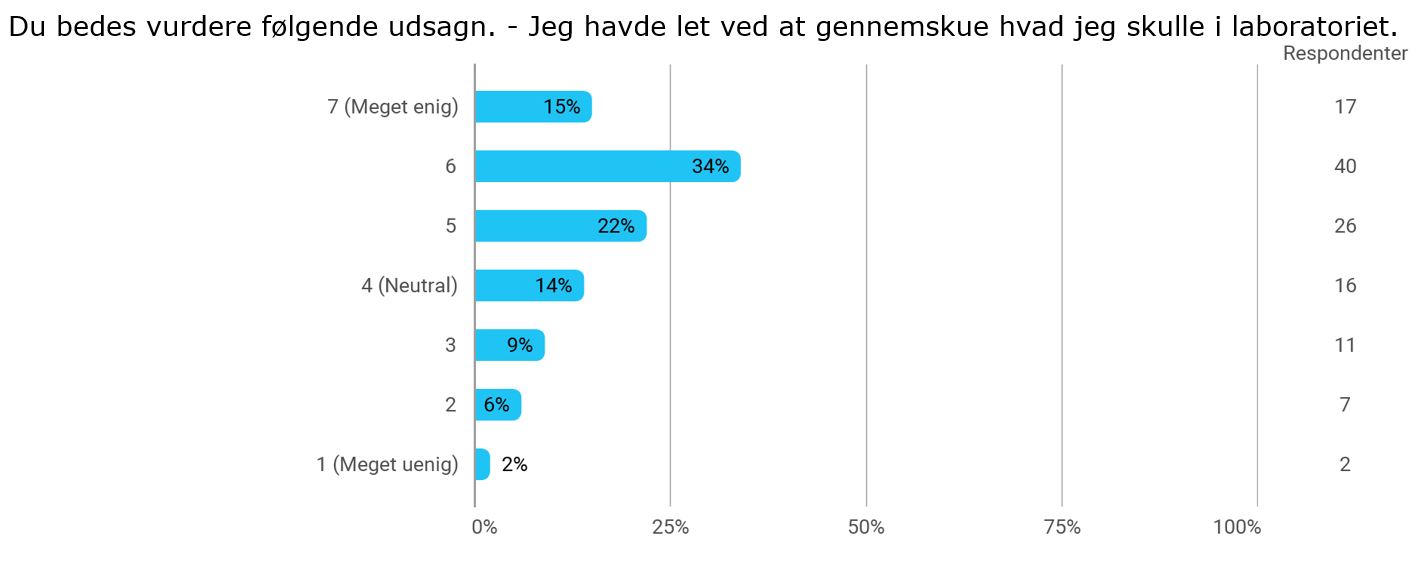 Du bedes vurdere følgende udsagn. - Jeg havde let ved at gennemskue hvad jeg skulle i laboratoriet.
Respondenter
7 (Meget enig) 15% 17
6 34% 40
5 22% 26
4 (Neutral) 14% 16
3 9% 11
2 6% 7
1 (Meget uenig) 2% 2
0% 25% 50% 75% 100%